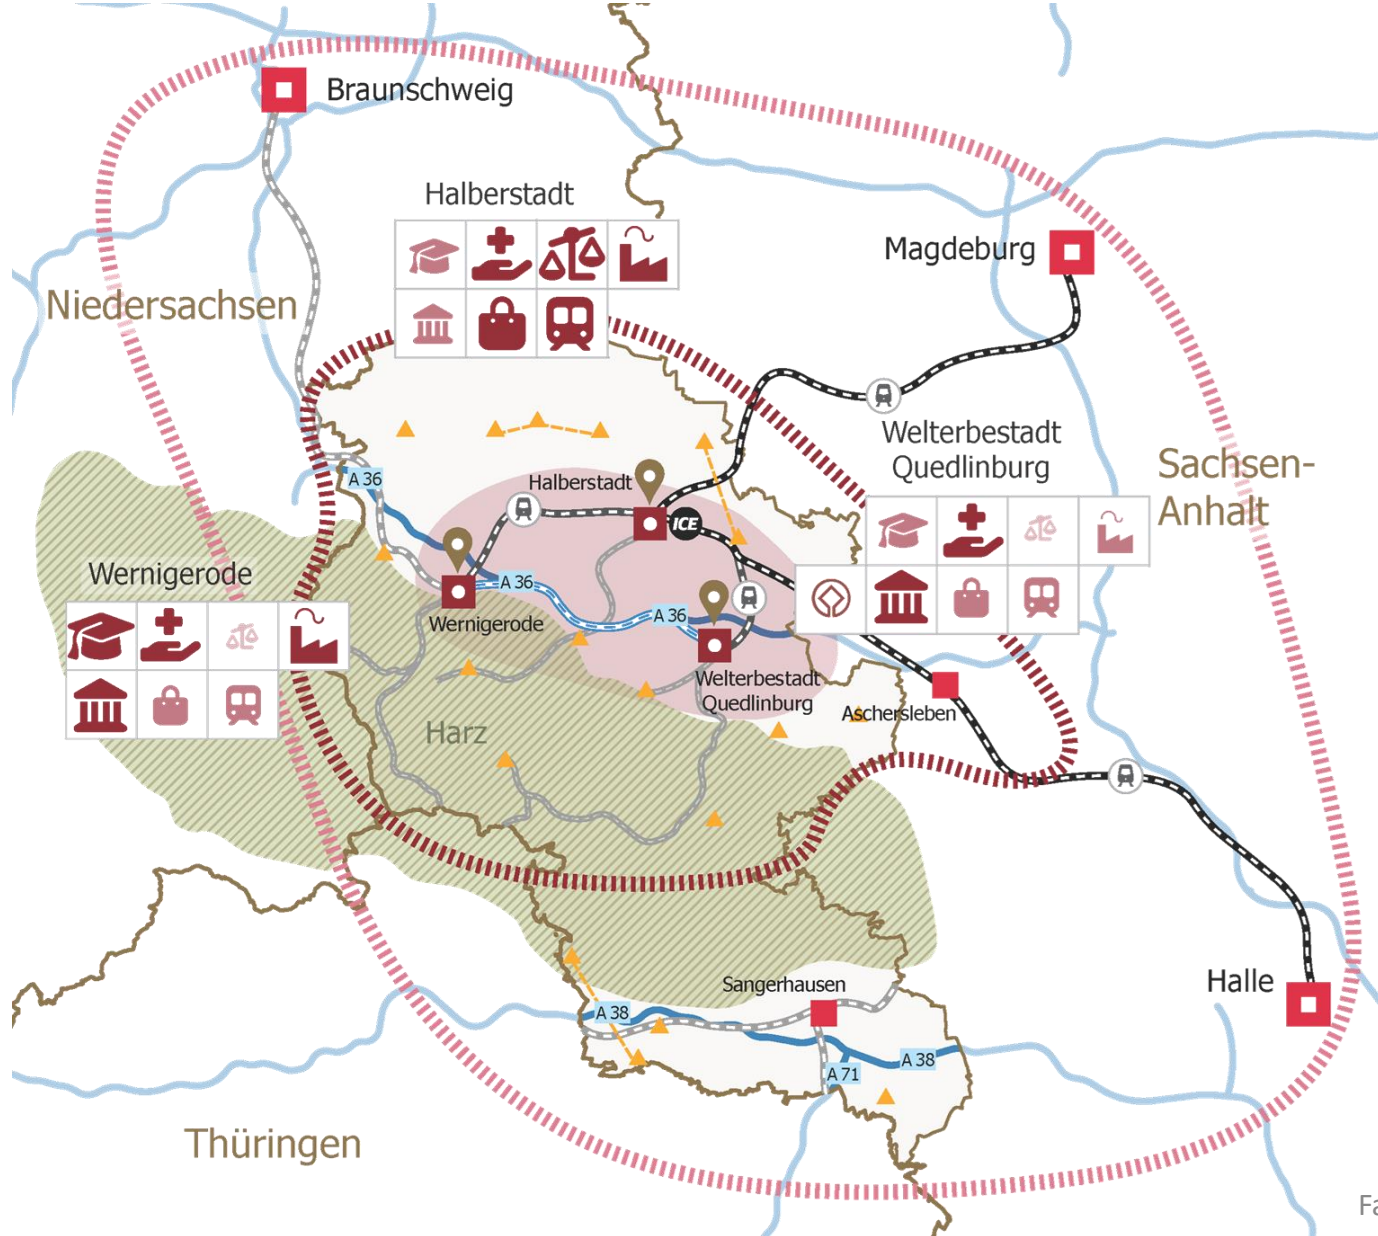 Braunschweig
Halberstadt
Magdeburg
Niedersachsen
Welterbestadt
Quedlinburg
Sachsen-
Anhalt
A 36
Halberstadt
ICE
Wernigerode
A 36
A 36
Wernigerode
Welterbestadt
Quedlinburg
Aschersleben
Harz
Sangerhausen
Halle
A 38
A 38
A 71
Thüringen
Fa